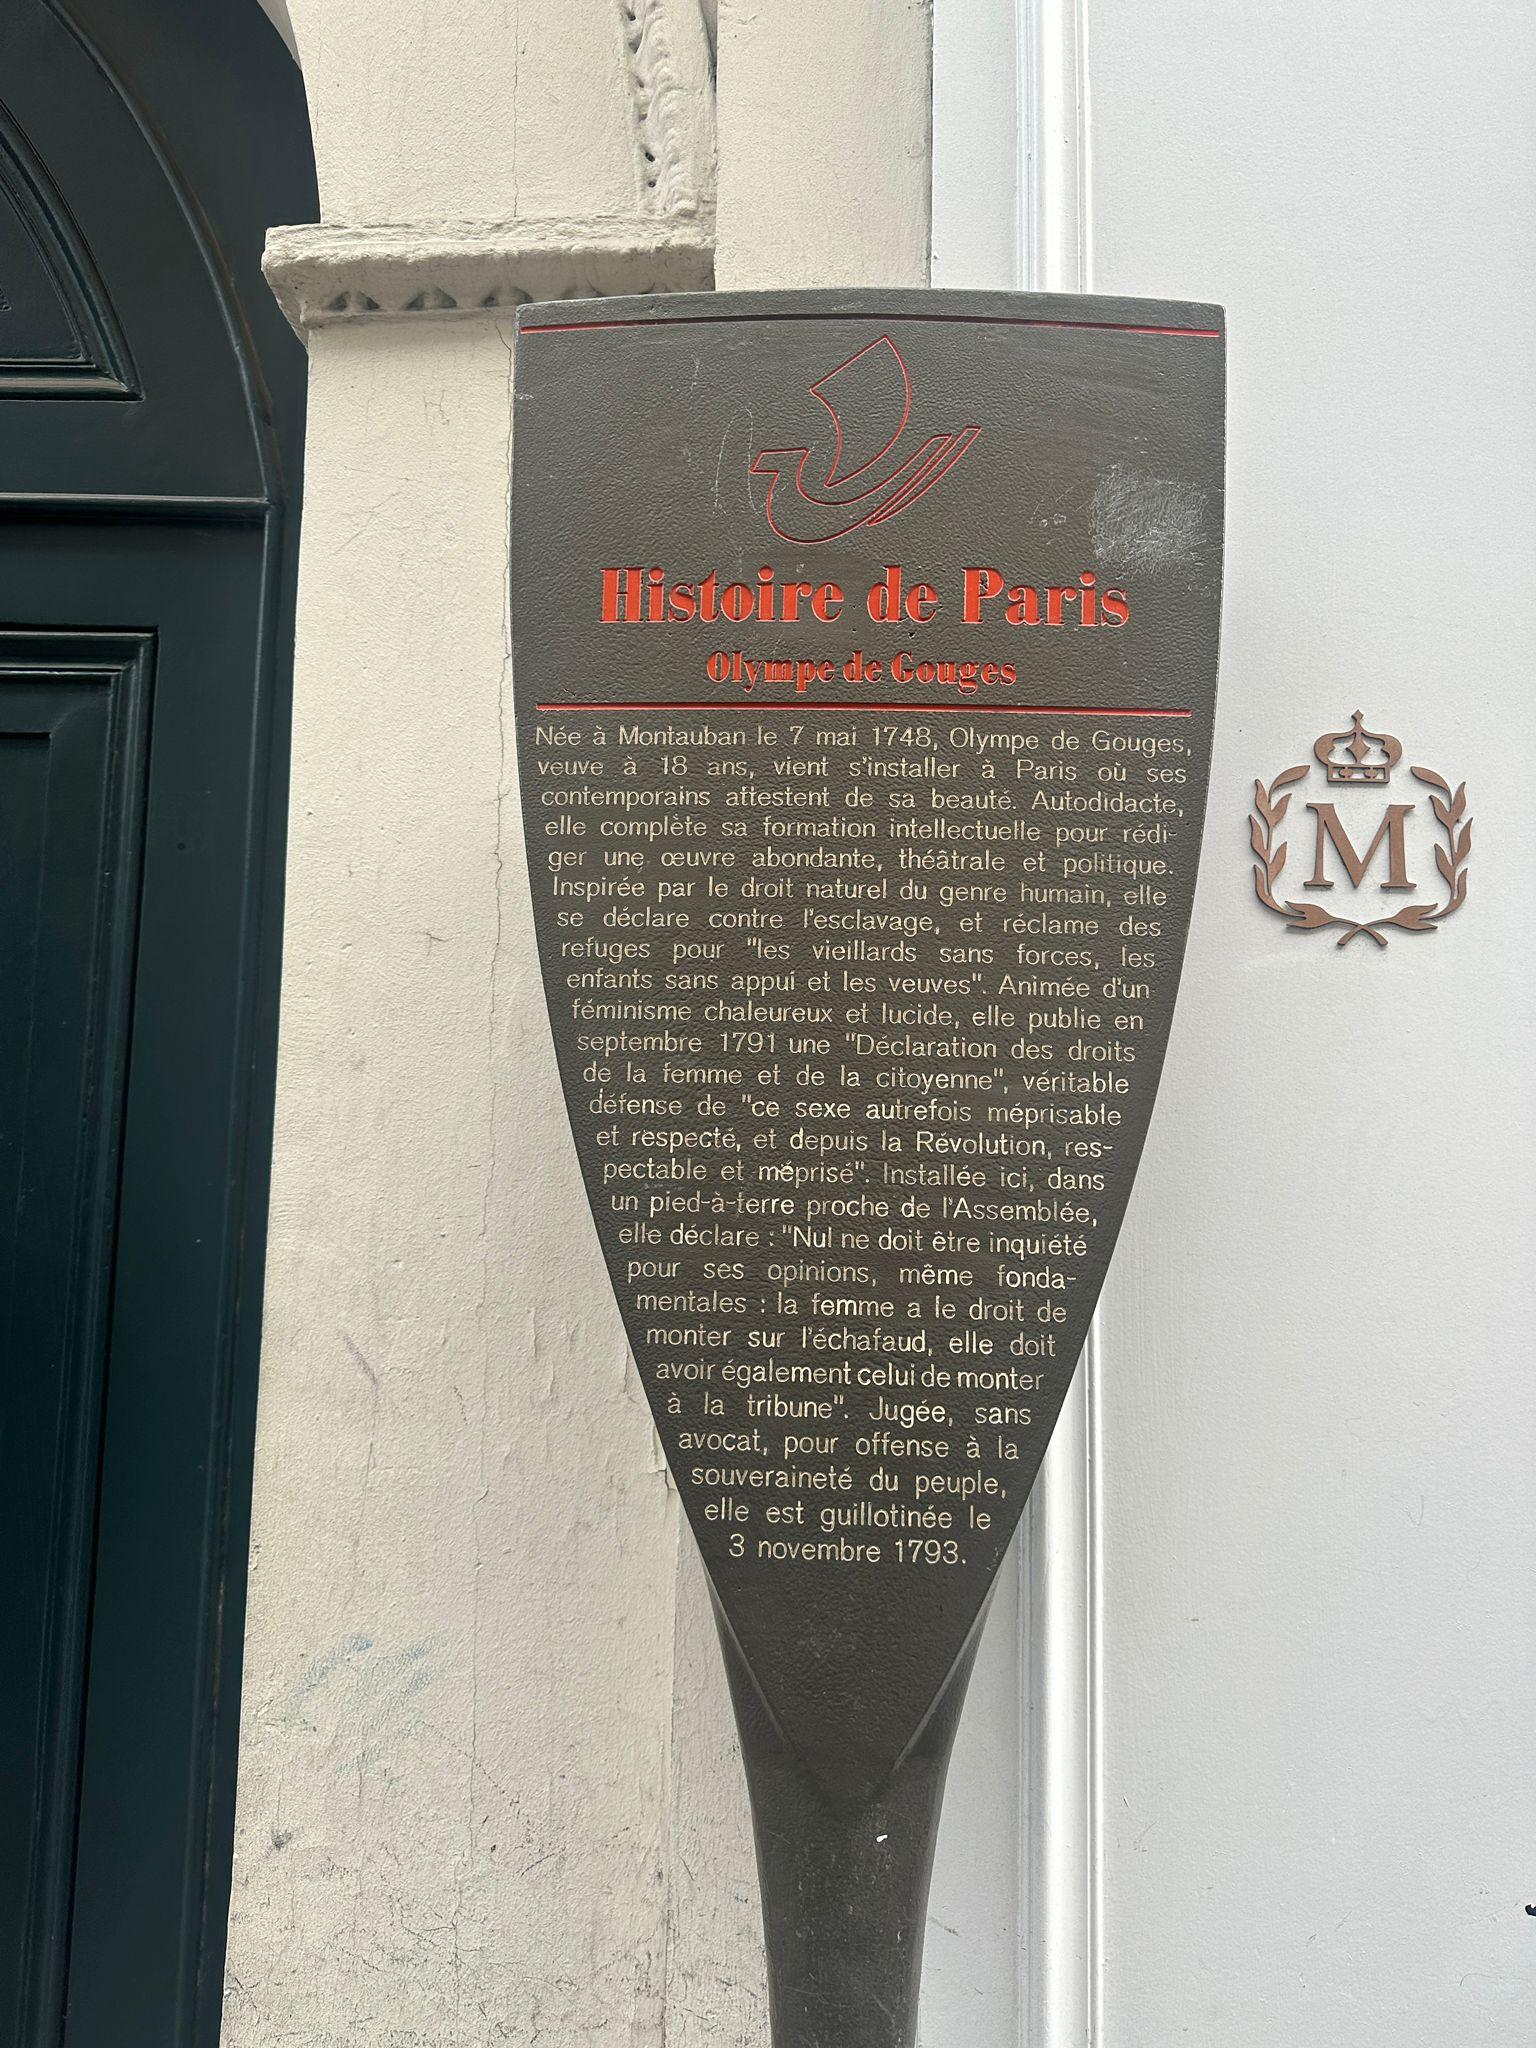 Histoire de Paris
Olympe de Gouges
Née à Montauban le 7 mai 1748, Olympe de Gouges,
veuve à 18 ans, vient s'installer à Paris où ses
contemporains attestent de sa beauté. Autodidacte,
elle complète sa formation intellectuelle pour rédi-
ger une œuvre abondante, théâtrale et politique.
Inspirée par le droit naturel du genre humain, elle
se déclare contre l'esclavage, et réclame des
refuges pour "les vieillards sans forces, les
enfants sans appui et les veuves". Animée d'un
féminisme chaleureux et lucide, elle publie en
septembre 1791 une "Déclaration des droits
de la femme et de la citoyenne", véritable
défense de "ce sexe autrefois méprisable
et respecté, et depuis la Révolution, res-
pectable et méprisé". Installée ici, dans
un pied-à-terre proche de l'Assemblée,
elle déclare : "Nul ne doit être inquiété
pour ses opinions, même fonda-
mentales : la femme a le droit de
monter sur l'échafaud, elle doit
avoir également celui de monter
à la tribune". Jugée, sans
avocat, pour offense à la
souveraineté du peuple,
elle est guillotinée le
3 novembre 1793.
M